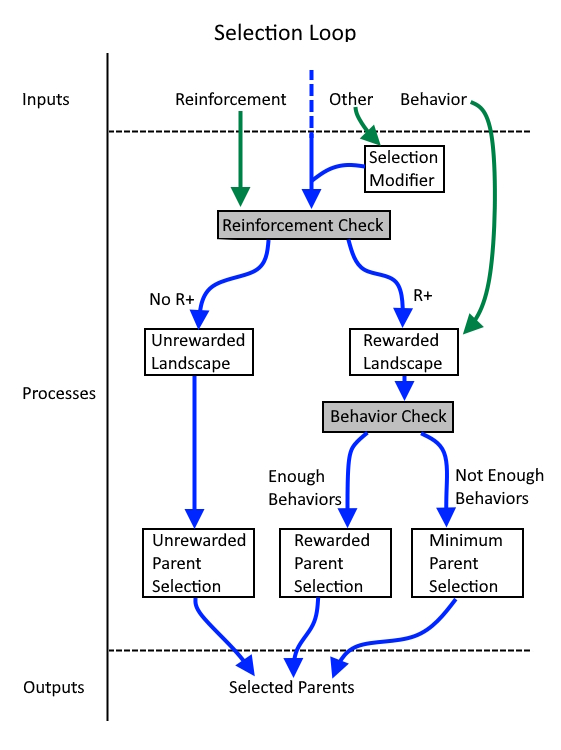 Selection Loop
Inputs
Reinforcement
Other
Behavior
Selection
Modifier
Reinforcement Check
No R+
R+
Unrewarded
Landscape
Rewarded
Landscape
Processes
Behavior Check
Enough
Behaviors
Not Enough
Behaviors
Unrewarded
Parent
Selection
Rewarded
Parent
Selection
Minimum
Parent
Selection
Outputs
Selected Parents